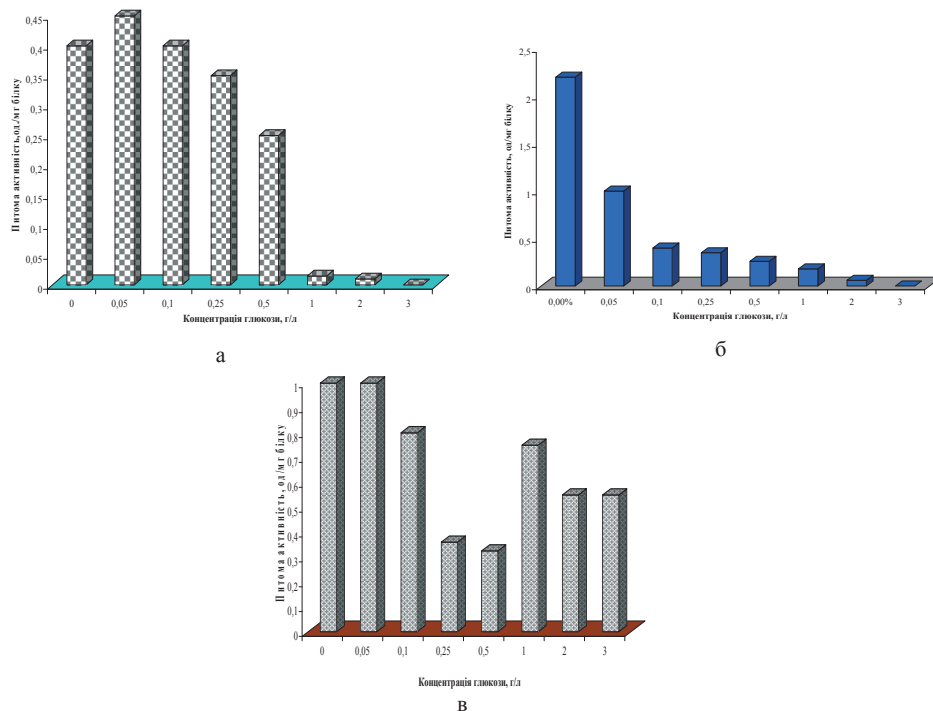 Питома активність,од./мг білку
0,45
0,4
0,35
0,3
0,25
0,2
0,15
0,1
0,05
0
0 0,05 0,1 0,25 0,5 1 2 3
Концентрація глюкози, г/л
а
Питома активність, од/мг білку
2,5
2
1,5
1
0,5
0
0,00% 0,05 0,1 0,25 0,5 1 2 3
Концентрація глюкози, г/л
б
Питома активність, од/мг білку
1
0,9
0,8
0,7
0,6
0,5
0,4
0,3
0,2
0,1
0
0 0,05 0,1 0,25 0,5 1 2 3
Концентрація глюкози, г/л
в